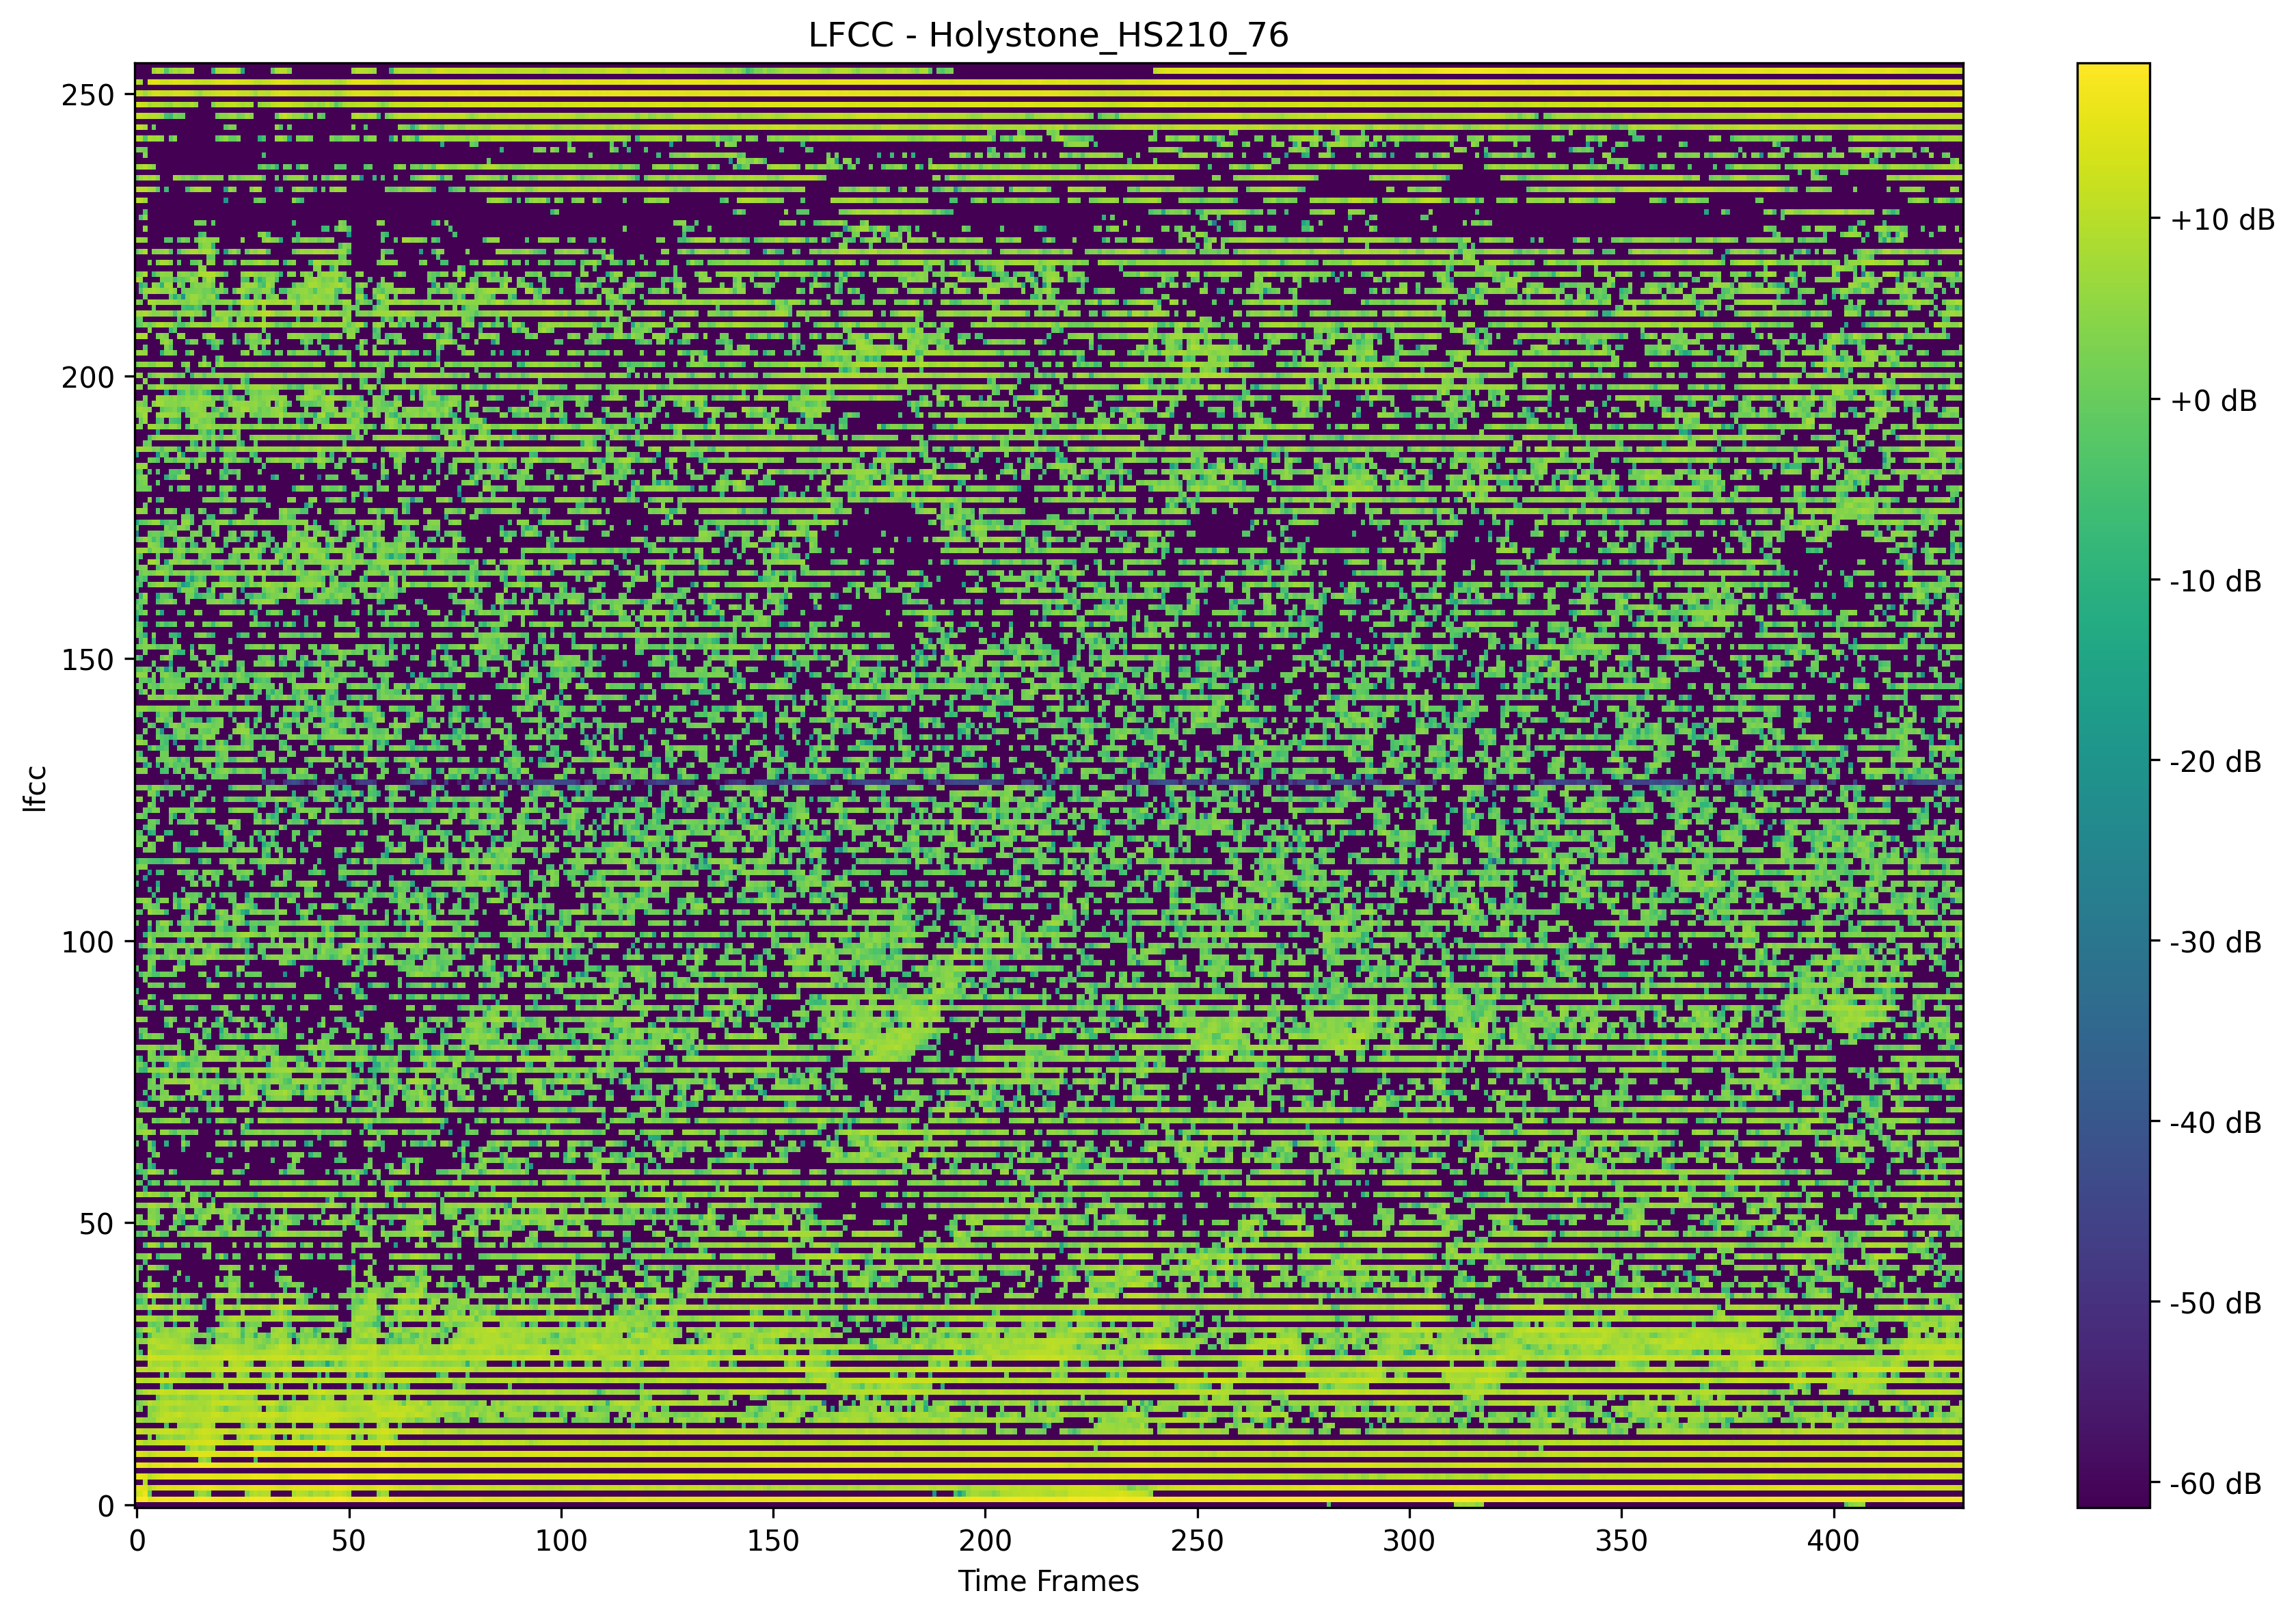 LFCC - Holystone_HS210_76
lfcc
250
200
150
100
50
0
0 50 100 150 200 250 300 350 400
Time Frames
+10 dB
+0 dB
-10 dB
-20 dB
-30 dB
-40 dB
-50 dB
-60 dB